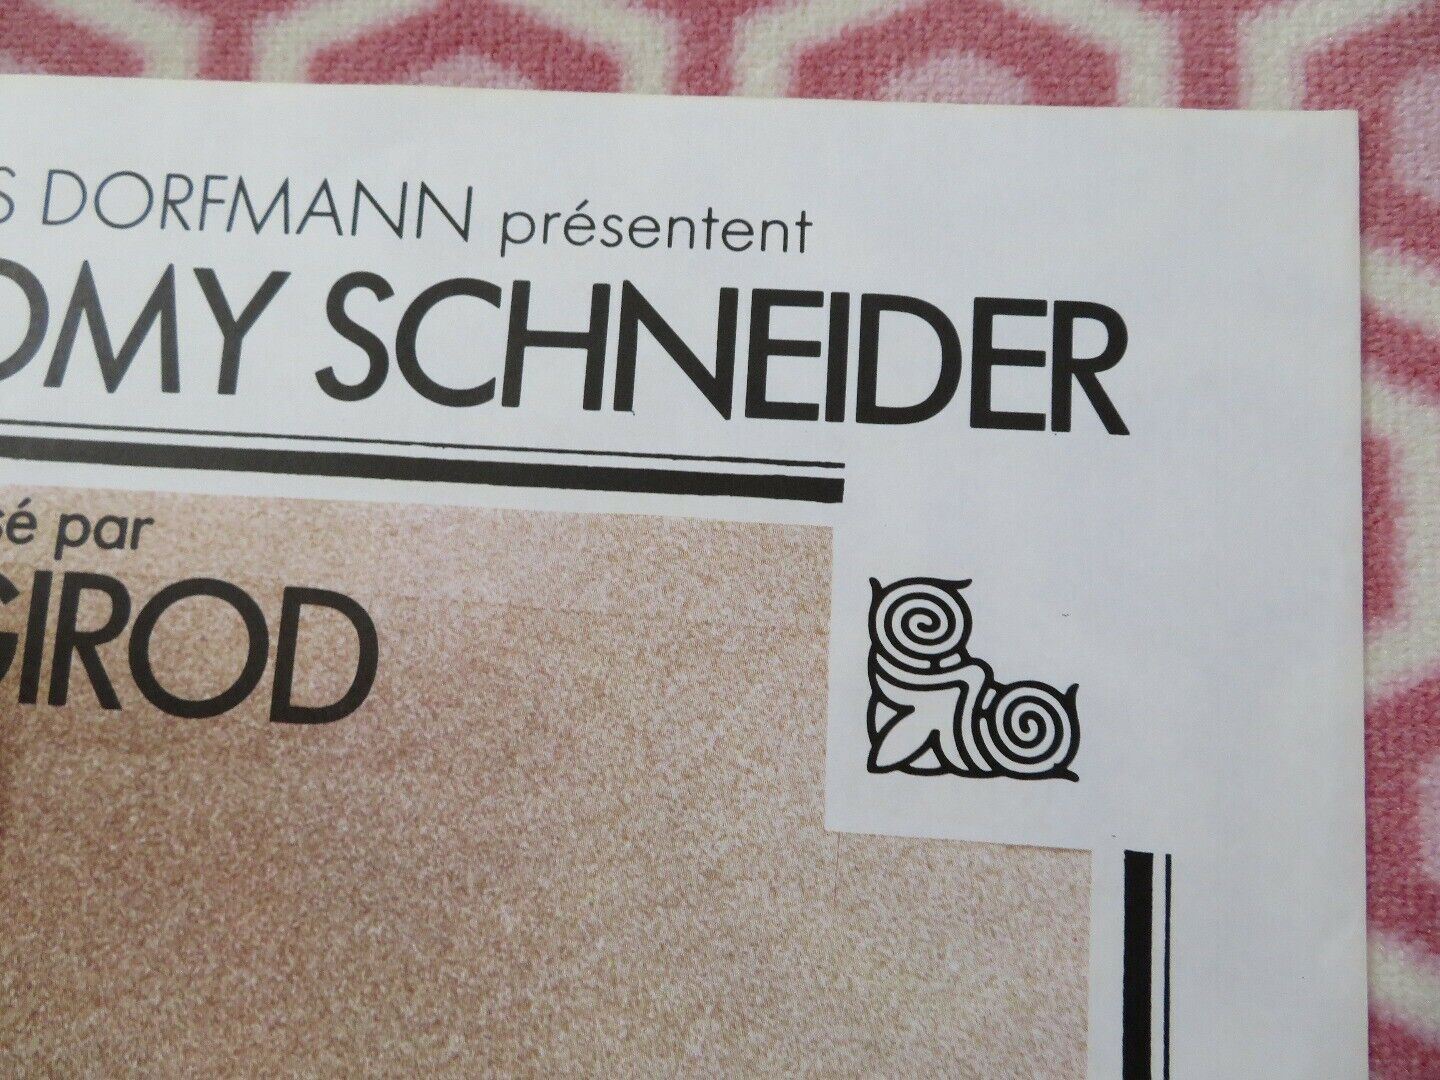 S DORFMANN présentent
OMY SCHNEIDER
sé par
GIROD